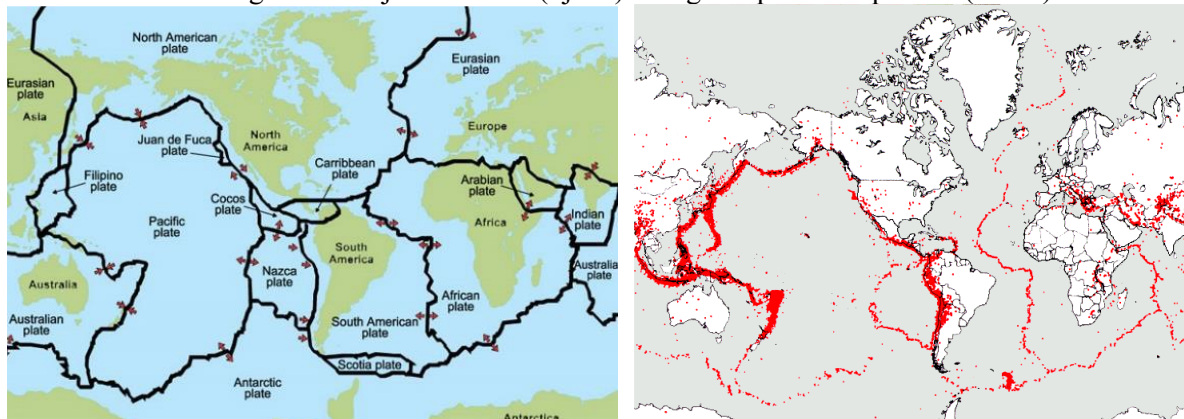 North American
plate
Eurasian
plate
Eurasian
plate
Asia
Europe
Juan de Fuca
plate
North
America
Carribbean
plate
Filipino
plate
Arabian
plate
Cocos
plate
Africa
Indian
plate
Pacific
plate
South
America
Nazca
plate
Australia
Australia
plate
African
plate
Australian
plate
South American
plate
Scotia plate
Antarctic
plate
Antarctica